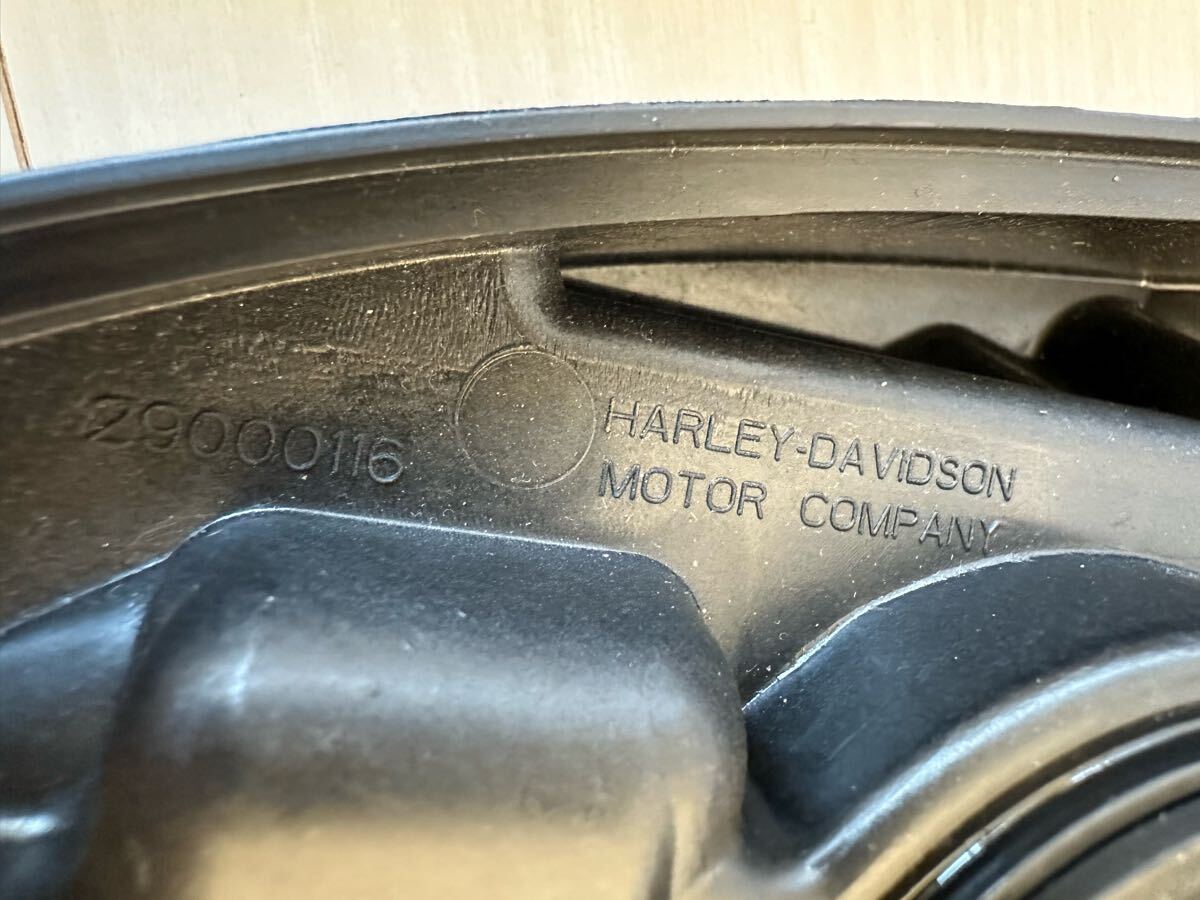 29000116
HARLEY-DAVIDSON
MOTOR COMPANY